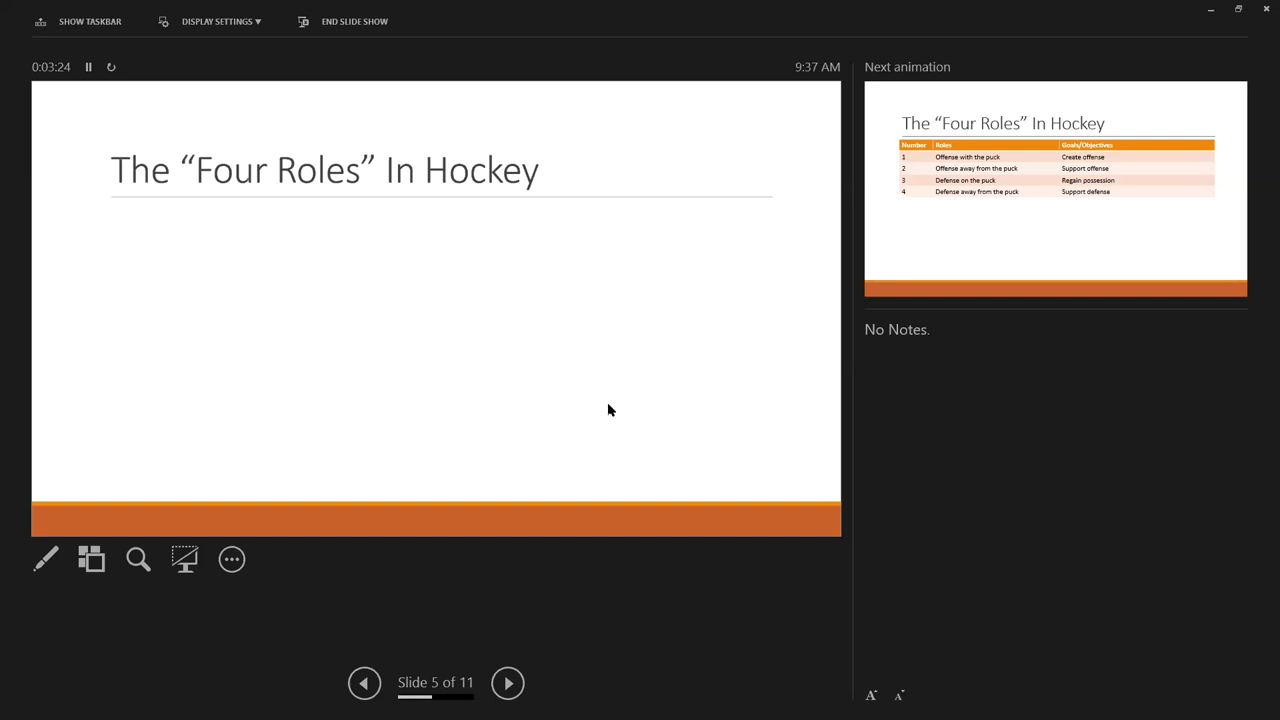 SHOW TASKBAR DISPLAY SETTINGS ▼ END SLIDE SHOW
0:03:24 9:37 AM
The “Four Roles” In Hockey
Slide 5 of 11
Next animation
The “Four Roles” In Hockey
Number Roles Goals/Objectives
1 Offense with the puck Create offense
2 Offense away from the puck Support offense
3 Defense on the puck Regain possession
4 Defense away from the puck Support defense
No Notes.
A A